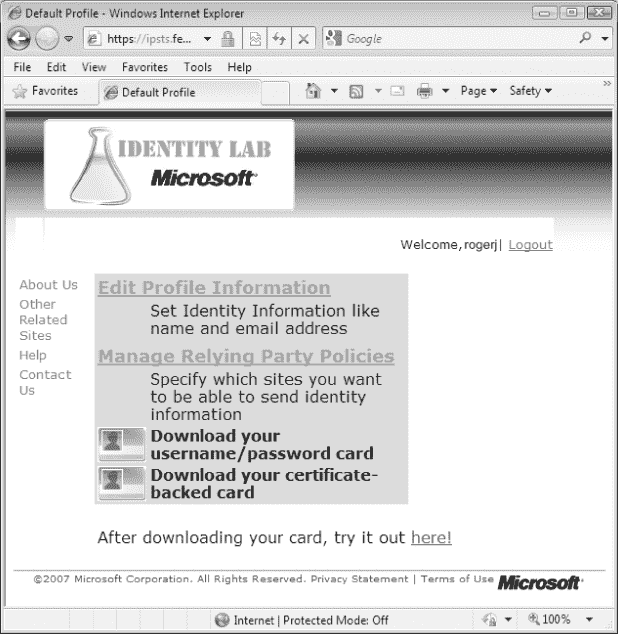 Default Profile - Windows Internet Explorer
https://ipsts.fe...
Google
File Edit View Favorites Tools Help
Favorites
Default Profile
Page
Safety
»
IDENTITY LAB
Microsoft
Welcome, rogerj| Logout
About Us
Other
Related
Sites
Help
Contact
Us
Edit Profile Information
Set Identity Information like
name and email address
Manage Relying Party Policies
Specify which sites you want
to be able to send identity
information
Download your
username/password card
Download your certificate-
backed card
After downloading your card, try it out here!
©2007 Microsoft Corporation. All Rights Reserved. Privacy Statement | Terms of Use Microsoft
Internet | Protected Mode: Off
100%